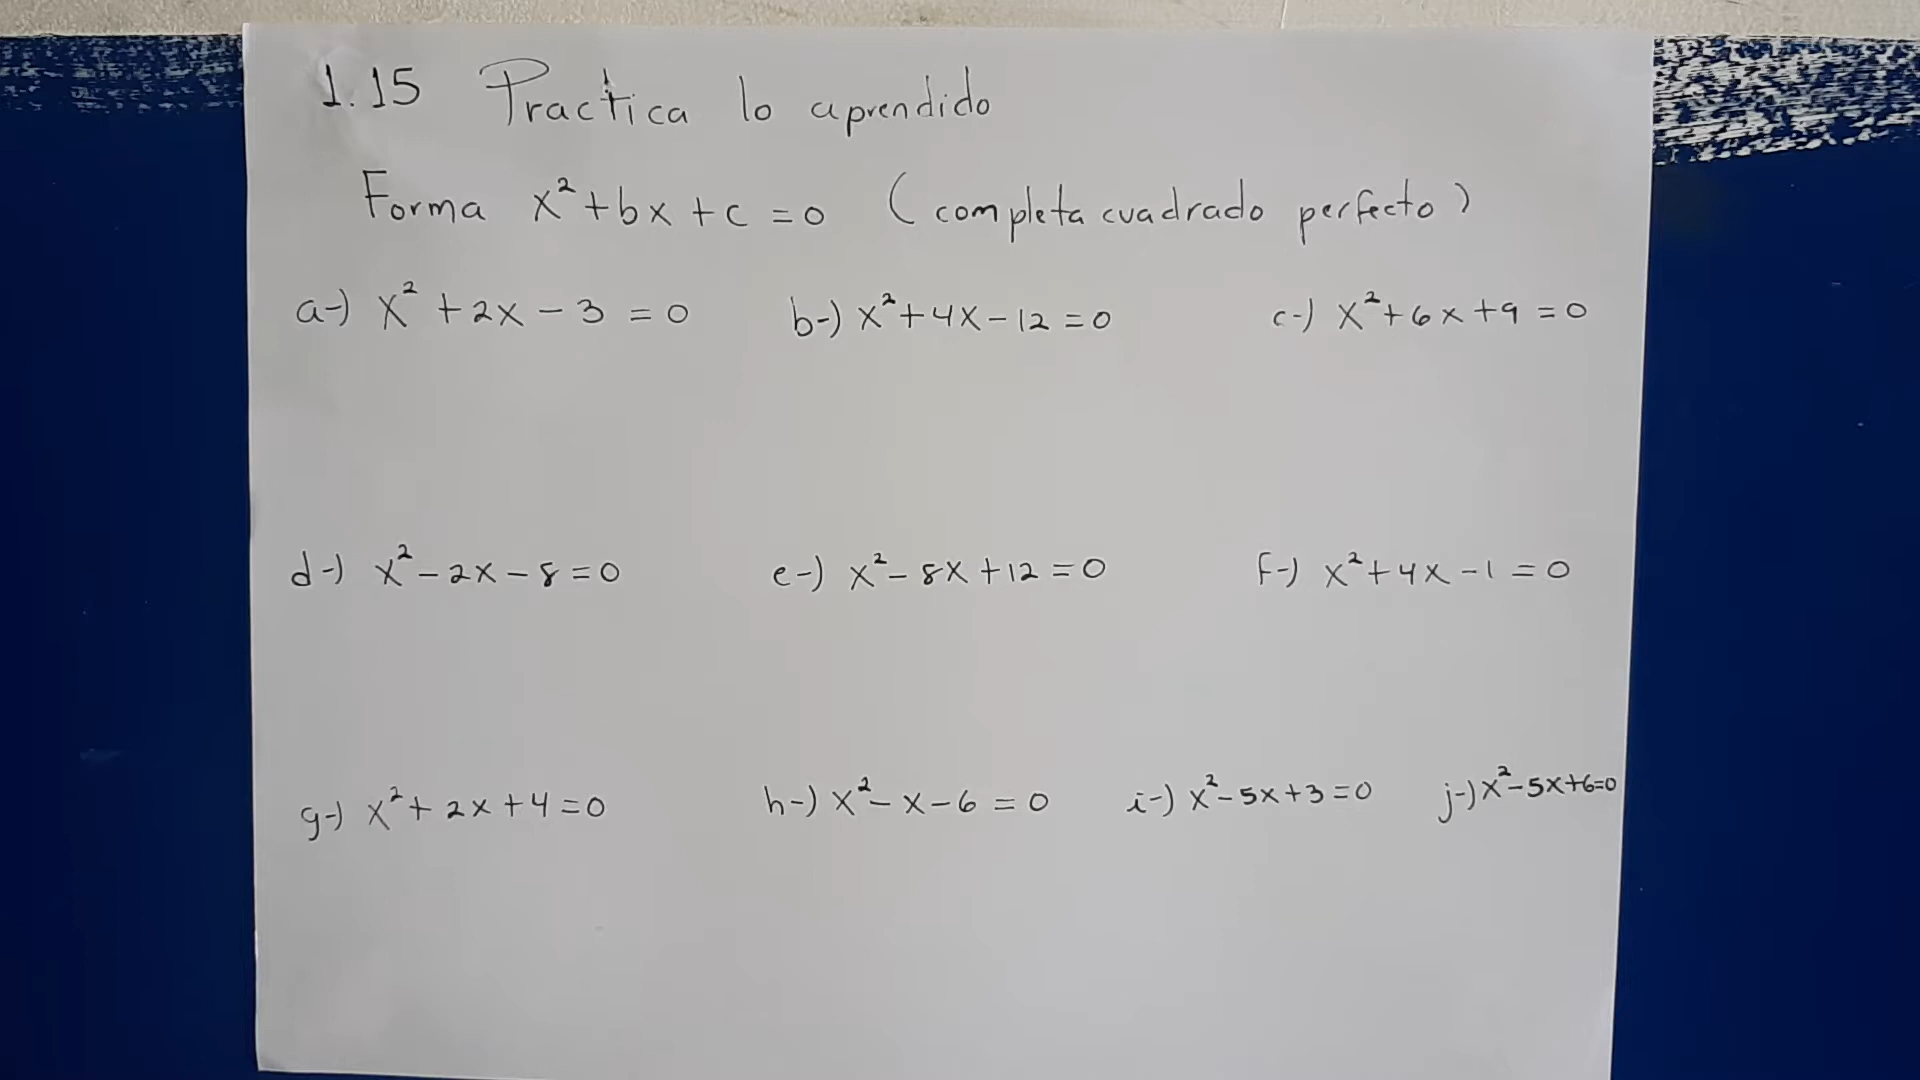 1.15 Practica lo aprendido
Forma x²+bx+c=0 (completa cuadrado perfecto)
a-) x²+2x-3=0 b-) x²+4x-12=0 c-) x²+6x+9=0
d-) x²-2x-8=0 e-) x²-8x+12=0 f-) x²+4x-1=0
g-) x²+2x+4=0 h-) x²-x-6=0 i-) x²-5x+3=0 j-) x²-5x+6=0